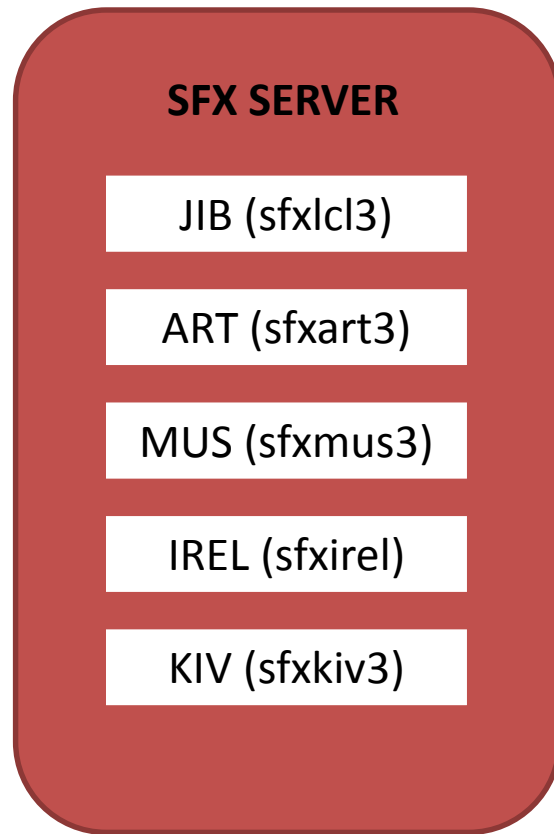 SFX SERVER
JIB (sfxlcl3)
ART (sfxart3)
MUS (sfxmus3)
IREL (sfxirel)
KIV (sfxkiv3)